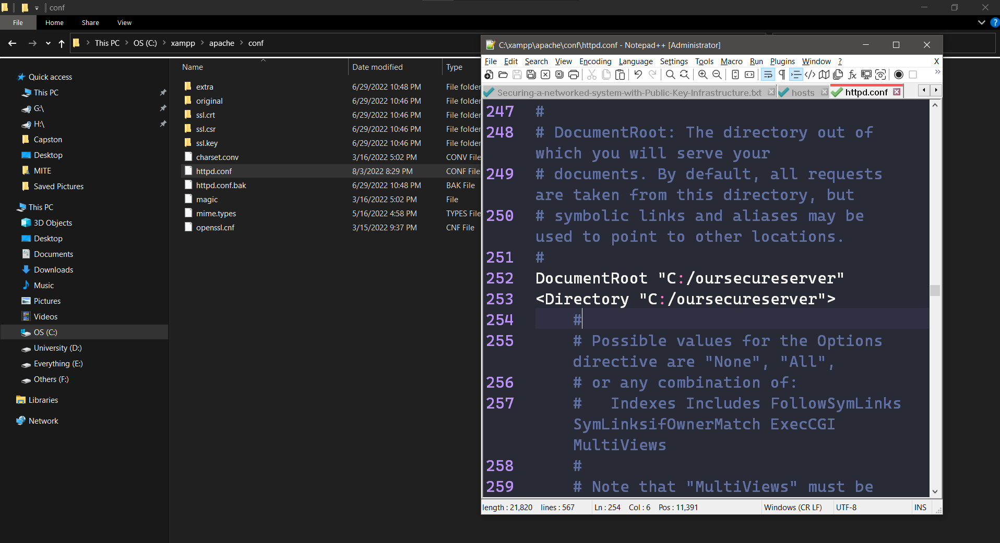 conf
File Home Share View
This PC OS (C:) xampp apache conf
Quick access
This PC
G:\
H:\
Capston
Desktop
MITE
Saved Pictures
This PC
3D Objects
Desktop
Documents
Downloads
Music
Pictures
Videos
OS (C:)
University (D:)
Everything (E:)
Others (F:)
Libraries
Network
Name Date modified Type
extra 6/29/2022 10:48 PM File folder
original 6/29/2022 10:46 PM File folder
ssl.crt 6/29/2022 10:46 PM File folder
ssl.csr 6/29/2022 10:46 PM File folder
ssl.key 6/29/2022 10:46 PM File folder
charset.conv 3/16/2022 5:02 PM CONV File
httpd.conf 8/3/2022 8:29 PM CONF File
httpd.conf.bak 6/29/2022 10:48 PM BAK File
magic 3/16/2022 5:02 PM File
mime.types 5/16/2022 4:58 PM TYPES File
openssl.cnf 3/15/2022 9:37 PM CNF File
C:\xampp\apache\conf\httpd.conf - Notepad++ [Administrator]
File Edit Search View Encoding Language Settings Tools Macro Run Plugins Window ? X
Securing-a-networked-system-with-Public-Key-Infrastructure.txt hosts httpd.conf
247 #
248 # DocumentRoot: The directory out of
which you will serve your
249 # documents. By default, all requests
are taken from this directory, but
250 # symbolic links and aliases may be
used to point to other locations.
251 #
252 DocumentRoot "C:/oursecureserver"
253 <Directory "C:/oursecureserver">
254 #
255 # Possible values for the Options
directive are "None", "All",
256 # or any combination of:
257 # Indexes Includes FollowSymLinks
SymLinksifOwnerMatch ExecCGI
MultiViews
258 #
259 # Note that "MultiViews" must be
length : 21,820 lines : 567 Ln : 254 Col : 6 Pos : 11,391 Windows (CR LF) UTF-8 INS